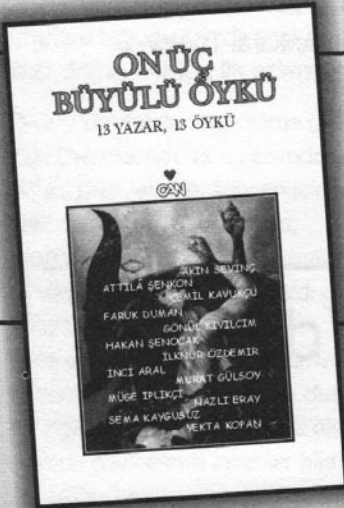 ON ÜÇ
BÜYÜLÜ ÖYKÜ
13 YAZAR, 13 ÖYKÜ
CAN
AKIN SEVİNÇ
ATTİLÂ ŞENKON
CEMİL KAVUKÇU
FARUK DUMAN
GÖNÜL KIVILCIM
HAKAN ŞENOCAK
İLKNUR ÖZDEMİR
İNCİ ARAL
MURAT GÜLSOY
MÜGE İPLİKÇİ
NAZLI ERAY
SEMA KAYGUSUZ
YEKTA KOPAN